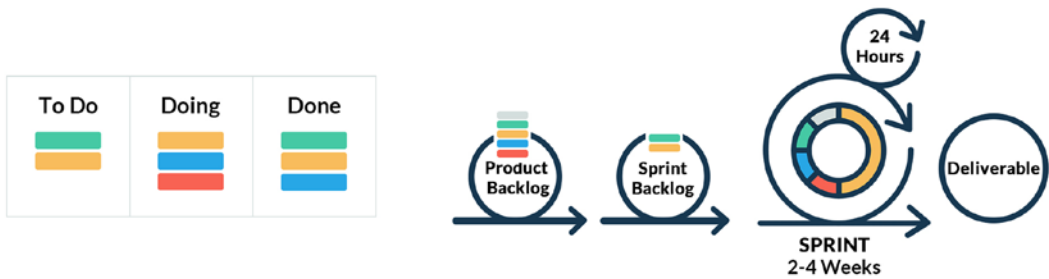 To Do
Doing
Done
Product
Backlog
Sprint
Backlog
24
Hours
SPRINT
2-4 Weeks
Deliverable